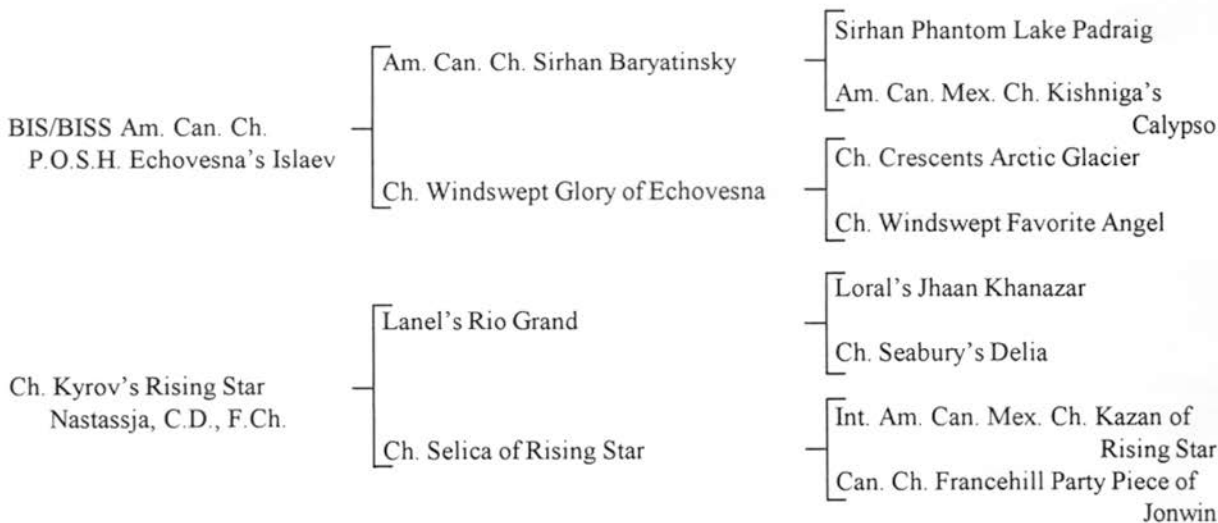 Sirhan Phantom Lake Padraig
Am. Can. Ch. Sirhan Baryatinsky
Am. Can. Mex. Ch. Kishniga's
Calypso
BIS/BISS Am. Can. Ch.
P.O.S.H. Echovesna's Islaev
Ch. Crescents Arctic Glacier
Ch. Windswept Glory of Echovesna
Ch. Windswept Favorite Angel
Loral's Jhaan Khanazar
Lanel's Rio Grand
Ch. Seabury's Delia
Ch. Kyrov's Rising Star
Nastassja, C.D., F.Ch.
Int. Am. Can. Mex. Ch. Kazan of
Rising Star
Ch. Selica of Rising Star
Can. Ch. Francehill Party Piece of
Jonwin